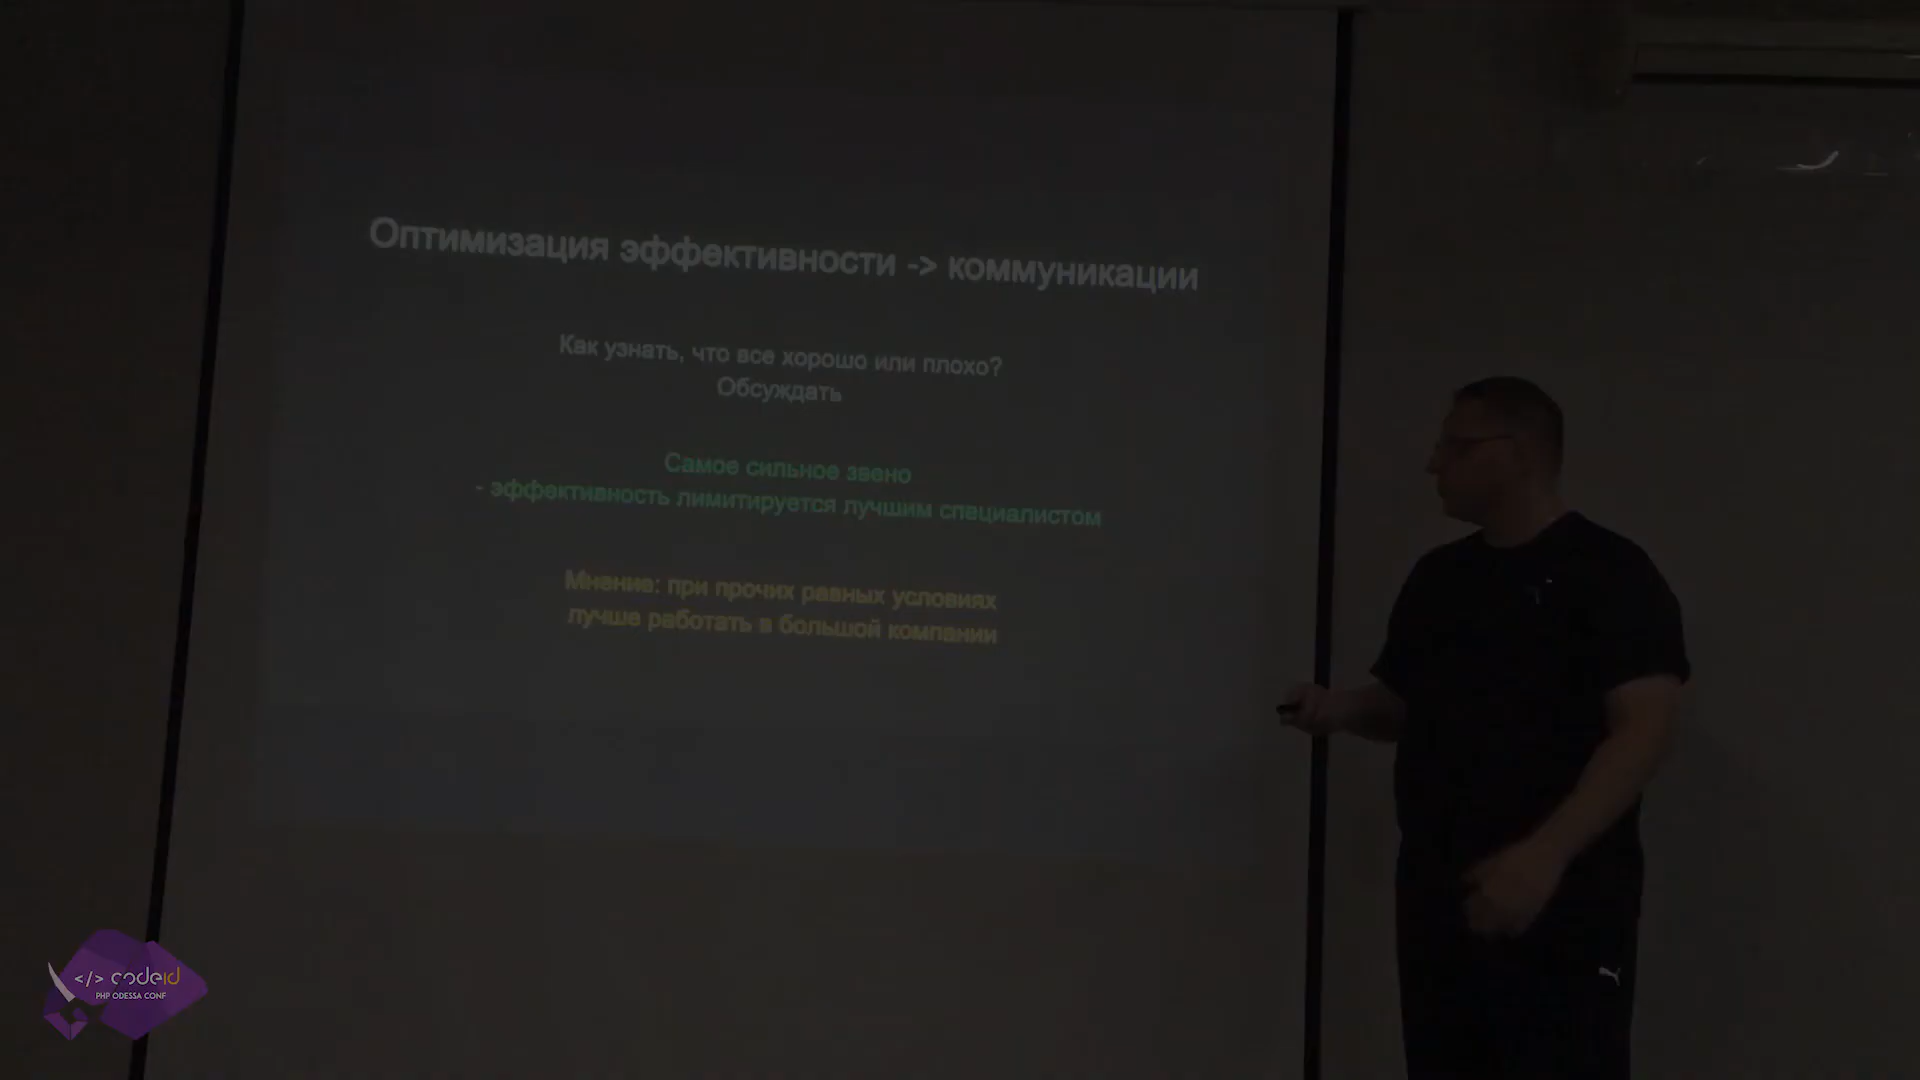 Оптимизация эффективности -> коммуникации
Как узнать, что все хорошо или плохо?
Обсуждать
Самое сильное звено
- эффективность лимитируется лучшим специалистом
Мнение: при прочих равных условиях
лучше работать в большой компании
</> codeid
PHP ODESSA CONF